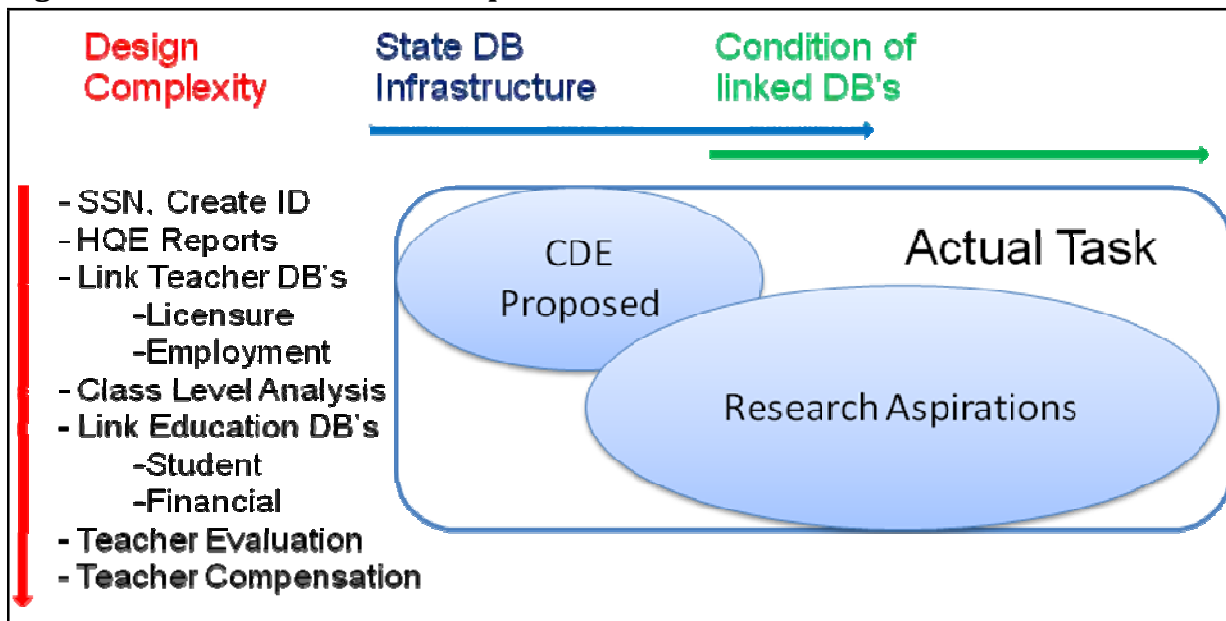 Design
Complexity
State DB
Infrastructure
Condition of
linked DB's
- SSN, Create ID
- HQE Reports
- Link Teacher DB's
-Licensure
-Employment
- Class Level Analysis
- Link Education DB's
-Student
-Financial
- Teacher Evaluation
- Teacher Compensation
CDE
Proposed
Actual Task
Research Aspirations